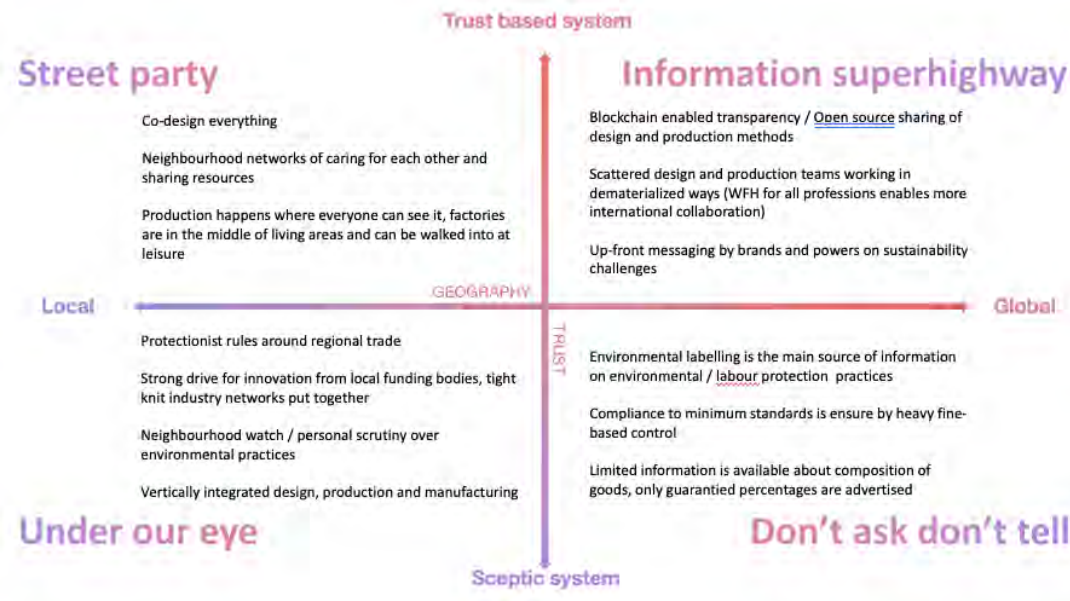 Trust based system
Street party
Information superhighway
Co-design everything
Neighbourhood networks of caring for each other and
sharing resources
Production happens where everyone can see it, factories
are in the middle of living areas and can be walked into at
leisure
Blockchain enabled transparency / Open source sharing of
design and production methods
Scattered design and production teams working in
dematerialized ways (WFH for all professions enables more
international collaboration)
Up-front messaging by brands and powers on sustainability
challenges
GEOGRAPHY
Local
Global
TRUST
Protectionist rules around regional trade
Strong drive for innovation from local funding bodies, tight
knit industry networks put together
Neighbourhood watch / personal scrutiny over
environmental practices
Vertically integrated design, production and manufacturing
Environmental labelling is the main source of information
on environmental / labour protection practices
Compliance to minimum standards is ensure by heavy fine-
based control
Limited information is available about composition of
goods, only guarantied percentages are advertised
Under our eye
Don't ask don't tell
Sceptic system